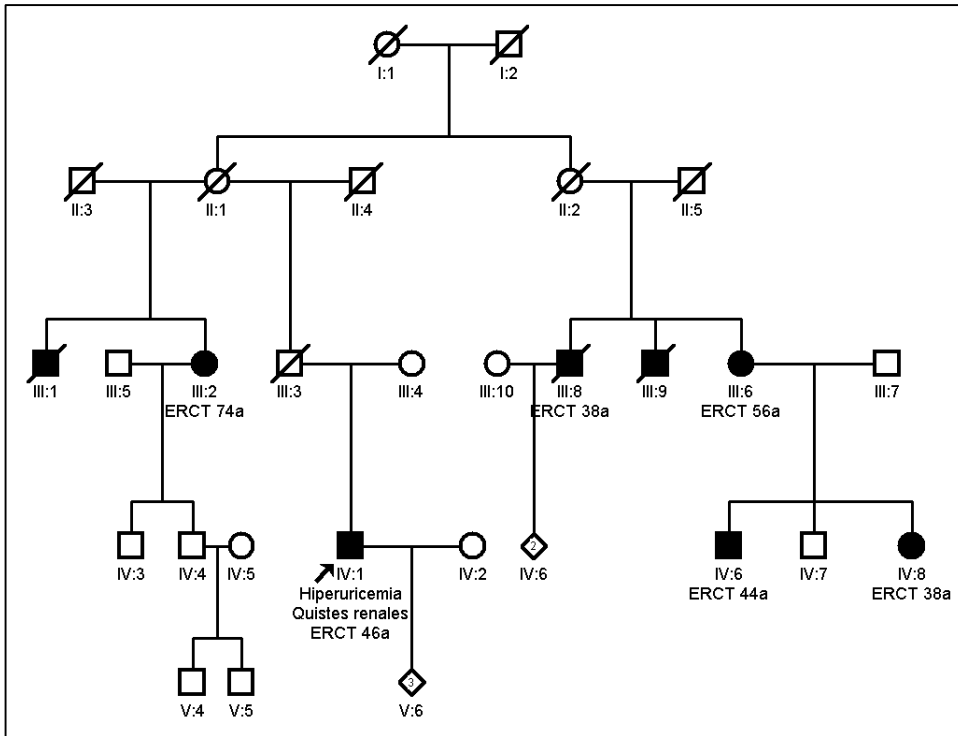 I:1 I:2
II:3 II:1 II:4 II:2 II:5
III:1 III:5 III:2 III:3 III:4 III:10 III:8 III:9 III:6 III:7
ERCT 74a ERCT 38a ERCT 56a
2
IV:3 IV:4 IV:5 IV:1 IV:2 IV:6 IV:6 IV:7 IV:8
Hiperuricemia ERCT 44a ERCT 38a
Quistes renales
ERCT 46a
3
V:4 V:5 V:6